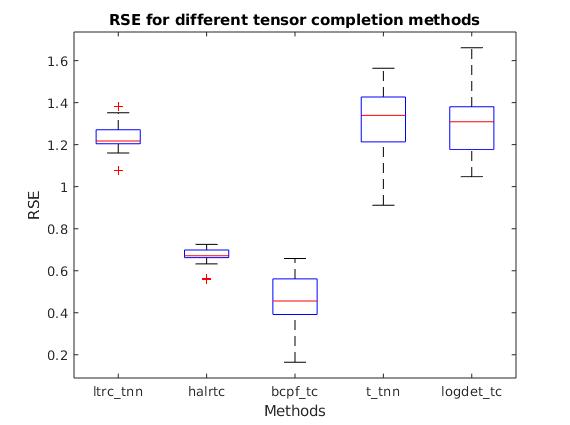 RSE for different tensor completion methods
1.6
1.4
1.2
1
0.8
0.6
0.4
0.2
RSE
ltrc_tnn halrtc bcpf_tc t_tnn logdet_tc
Methods